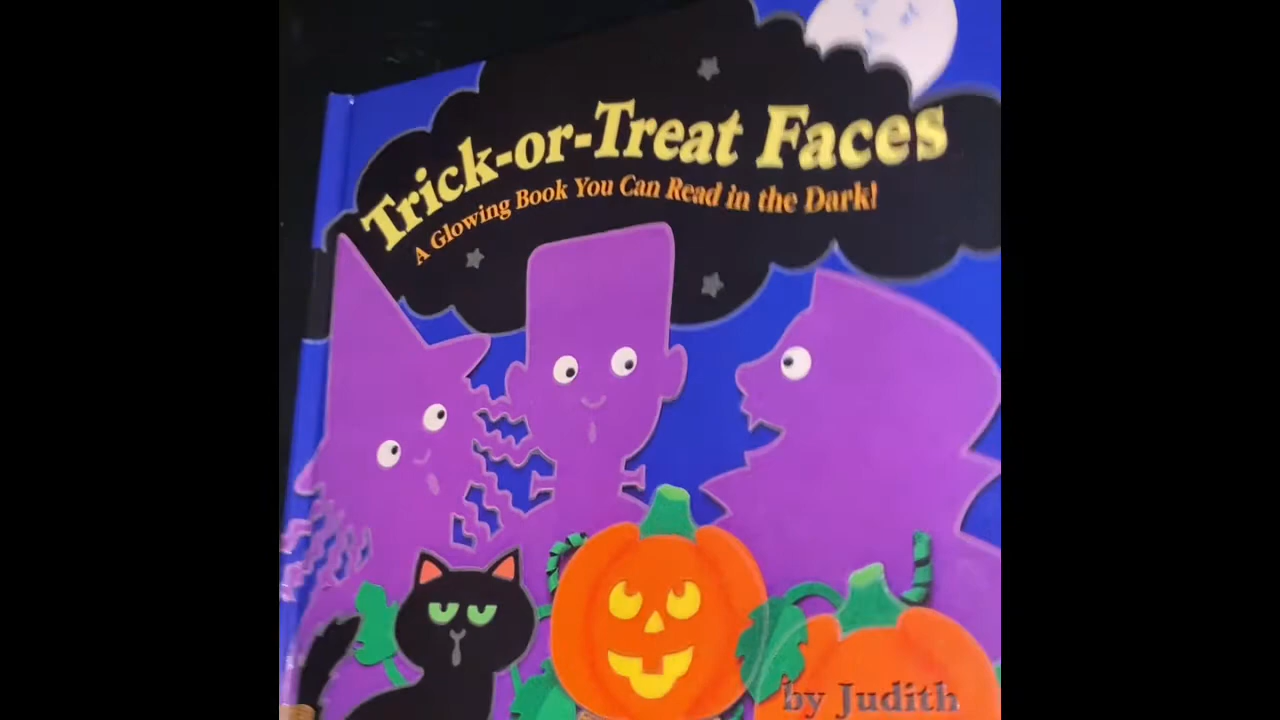 Trick-or-Treat Faces
A Glowing Book You Can Read in the Dark!
by Judith